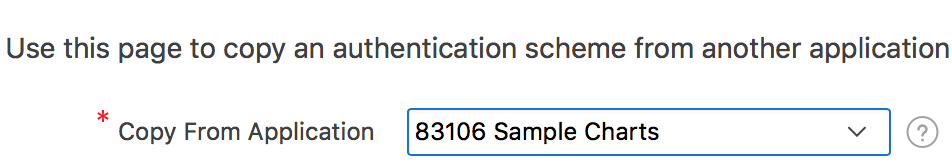 Use this page to copy an authentication scheme from another application
* Copy From Application 83106 Sample Charts ?